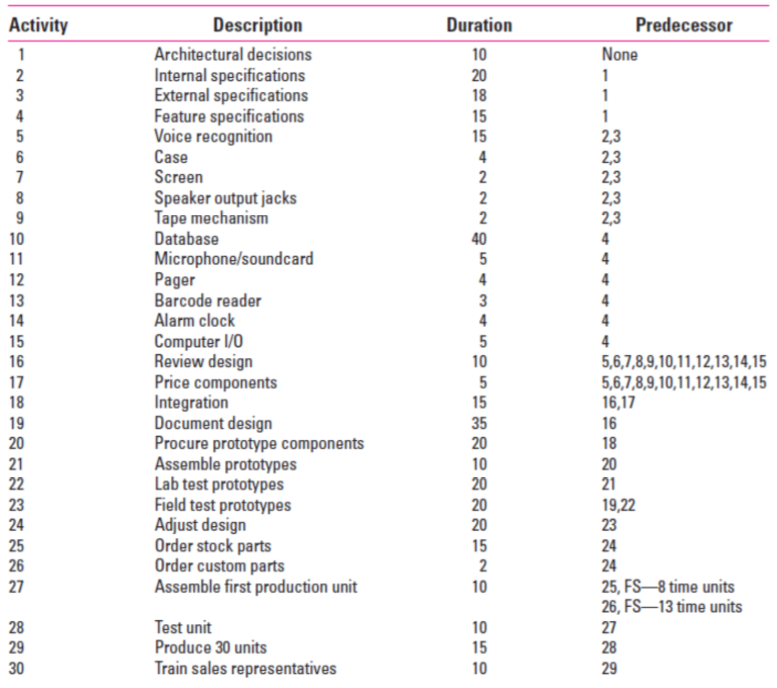 Activity Description Duration Predecessor
1 Architectural decisions 10 None
2 Internal specifications 20 1
3 External specifications 18 1
4 Feature specifications 15 1
5 Voice recognition 15 2,3
6 Case 4 2,3
7 Screen 2 2,3
8 Speaker output jacks 2 2,3
9 Tape mechanism 2 2,3
10 Database 40 4
11 Microphone/soundcard 5 4
12 Pager 4 4
13 Barcode reader 3 4
14 Alarm clock 4 4
15 Computer I/O 5 4
16 Review design 10 5,6,7,8,9,10,11,12,13,14,15
17 Price components 5 5,6,7,8,9,10,11,12,13,14,15
18 Integration 15 16,17
19 Document design 35 16
20 Procure prototype components 20 18
21 Assemble prototypes 10 20
22 Lab test prototypes 20 21
23 Field test prototypes 20 19,22
24 Adjust design 20 23
25 Order stock parts 15 24
26 Order custom parts 2 24
27 Assemble first production unit 10 25, FS—8 time units
26, FS—13 time units
28 Test unit 10 27
29 Produce 30 units 15 28
30 Train sales representatives 10 29